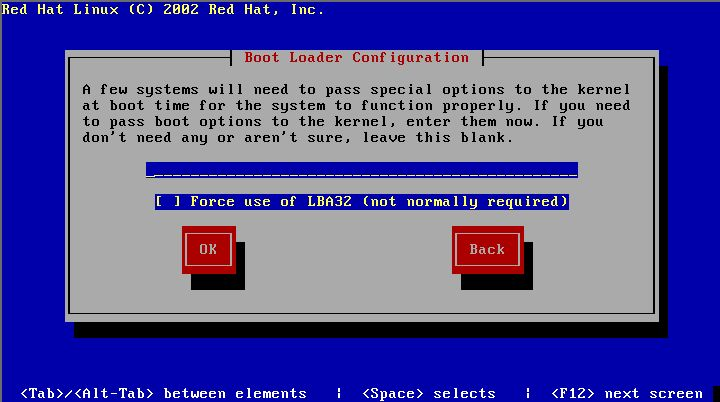 Red Hat Linux (C) 2002 Red Hat, Inc.
Boot Loader Configuration
A few systems will need to pass special options to the kernel
at boot time for the system to function properly. If you need
to pass boot options to the kernel, enter them now. If you
don't need any or aren't sure, leave this blank.
[ ] Force use of LBA32 (not normally required)
OK Back
<Tab>/<Alt-Tab> between elements | <Space> selects | <F12> next screen